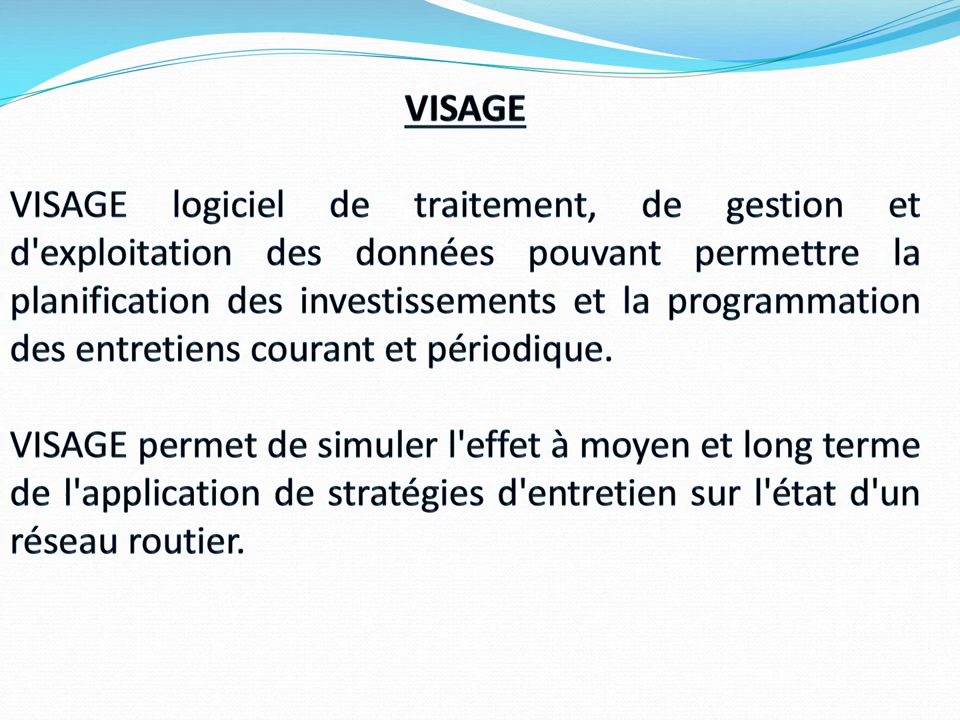 VISAGE
VISAGE logiciel de traitement, de gestion et
d'exploitation des données pouvant permettre la
planification des investissements et la programmation
des entretiens courant et périodique.
VISAGE permet de simuler l'effet à moyen et long terme
de l'application de stratégies d'entretien sur l'état d'un
réseau routier.